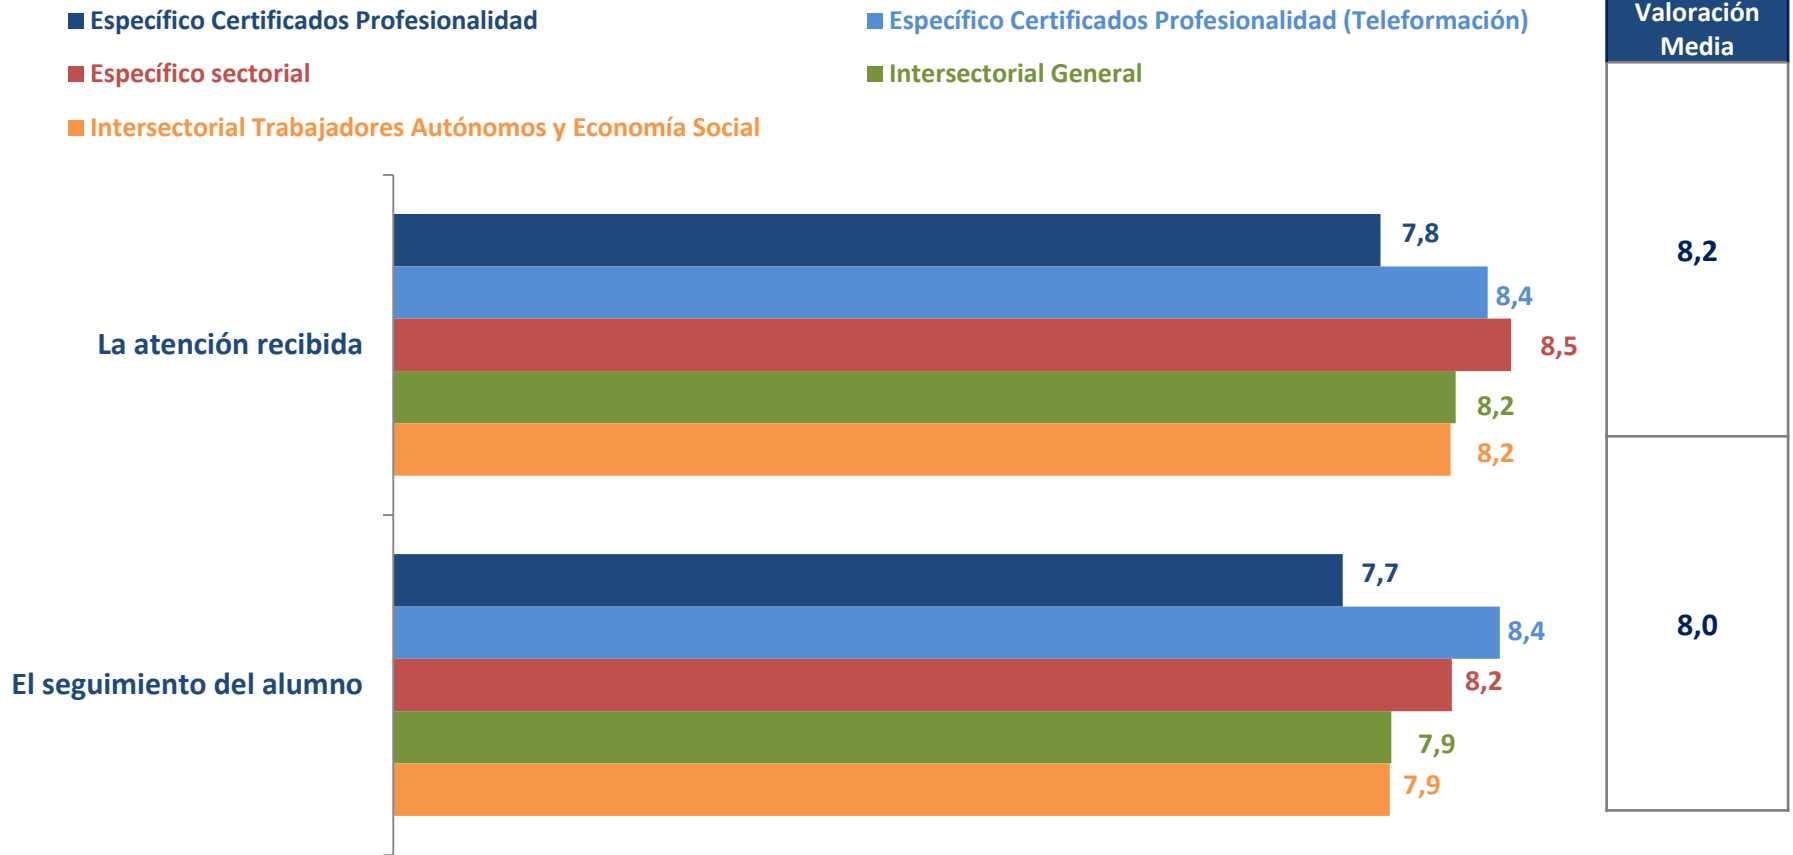 Específico Certificados Profesionalidad
Específico Certificados Profesionalidad (Teleformación)
Específico sectorial
Intersectorial General
Intersectorial Trabajadores Autónomos y Economía Social
Valoración
Media
La atención recibida
7,8
8,4
8,5
8,2
8,2
8,2
El seguimiento del alumno
7,7
8,4
8,2
7,9
7,9
8,0